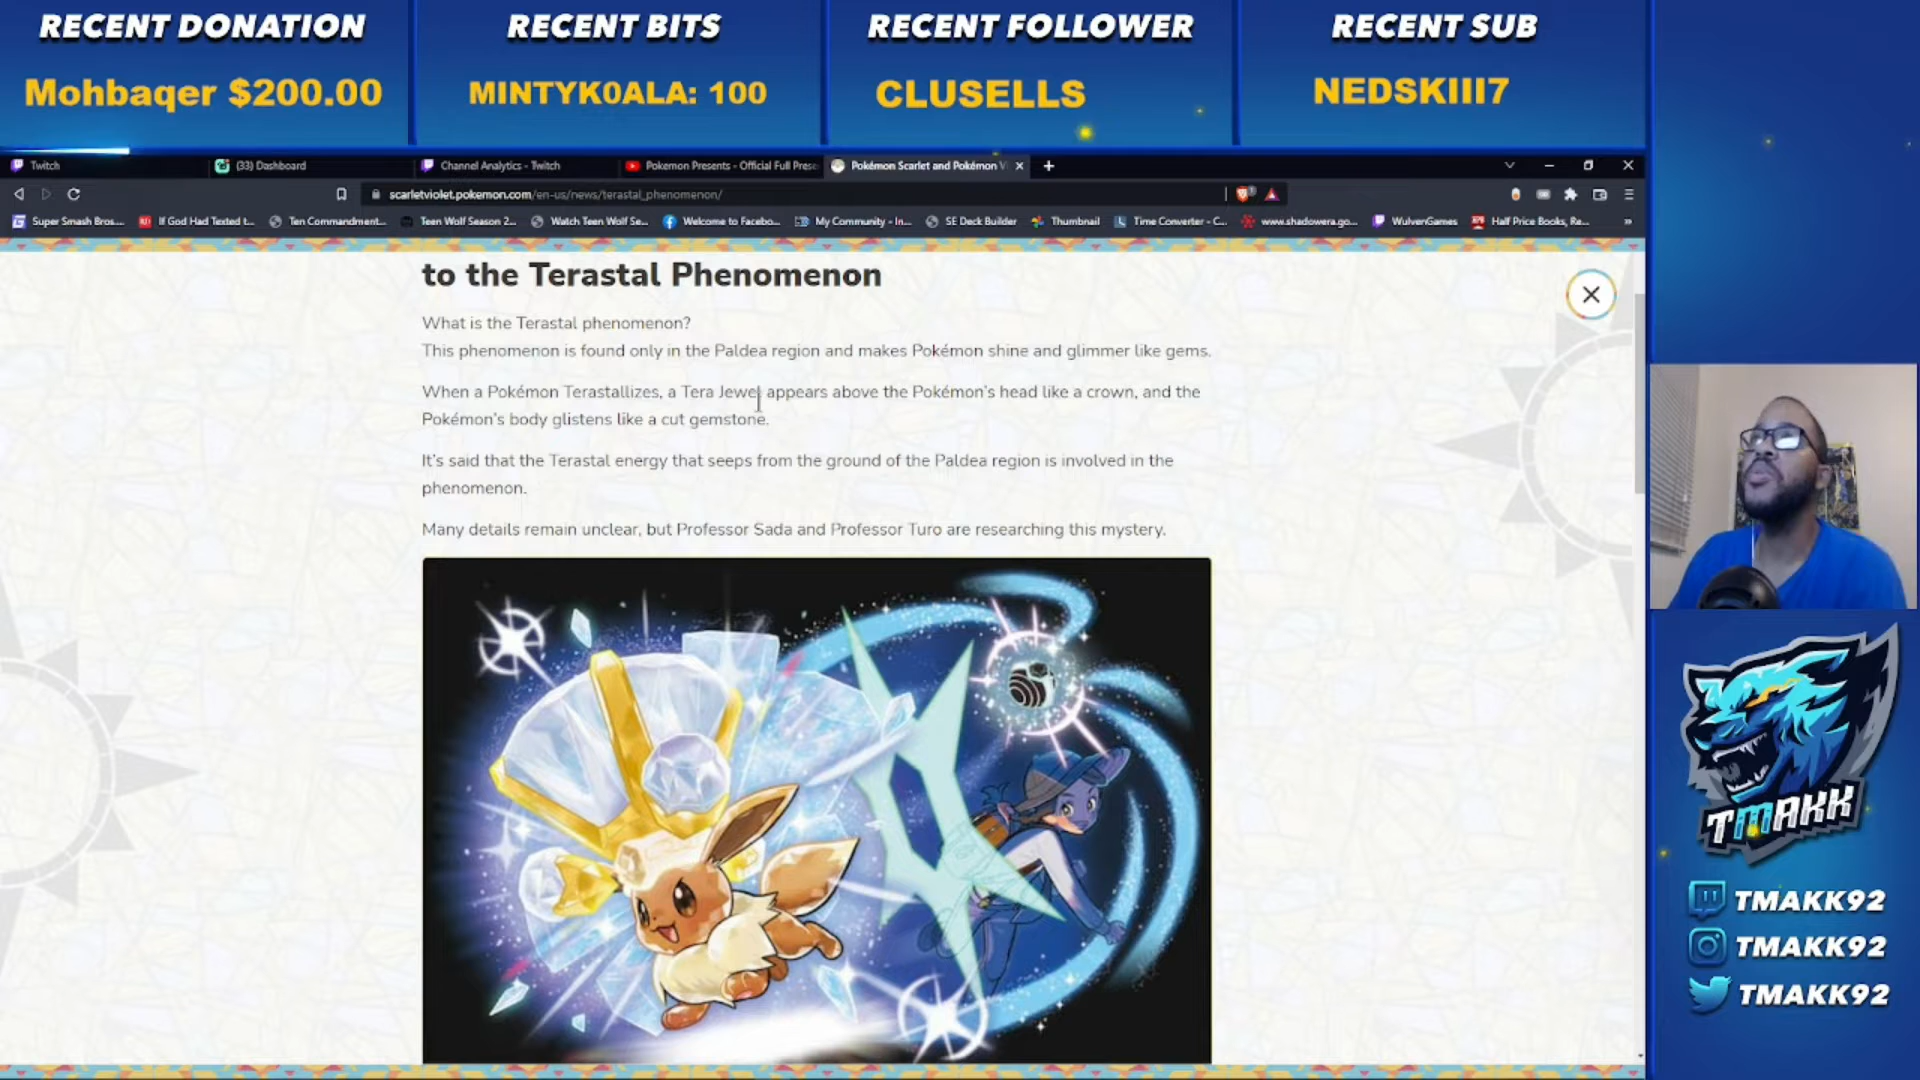 RECENT DONATION
Mohbaqer $200.00
RECENT BITS
MINTYK0ALA: 100
RECENT FOLLOWER
CLUSELLS
RECENT SUB
NEDSKIII7
Twitch
(33) Dashboard
Channel Analytics - Twitch
Pokemon Presents - Official Full Prese
Pokémon Scarlet and Pokémon V
scarletviolet.pokemon.com/en-us/news/terastal_phenomenon/
Super Smash Bros....
If God Had Texted t...
Ten Commandment...
Teen Wolf Season 2...
Watch Teen Wolf Se...
Welcome to Facebo...
My Community - In...
SE Deck Builder
Thumbnail
Time Converter - C...
www.shadowera.go...
WulvenGames
Half Price Books, Re...
to the Terastal Phenomenon
What is the Terastal phenomenon?
This phenomenon is found only in the Paldea region and makes Pokémon shine and glimmer like gems.
When a Pokémon Terastallizes, a Tera Jewel appears above the Pokémon's head like a crown, and the
Pokémon's body glistens like a cut gemstone.
It's said that the Terastal energy that seeps from the ground of the Paldea region is involved in the
phenomenon.
Many details remain unclear, but Professor Sada and Professor Turo are researching this mystery.
TMAKK
TMAKK92
TMAKK92
TMAKK92